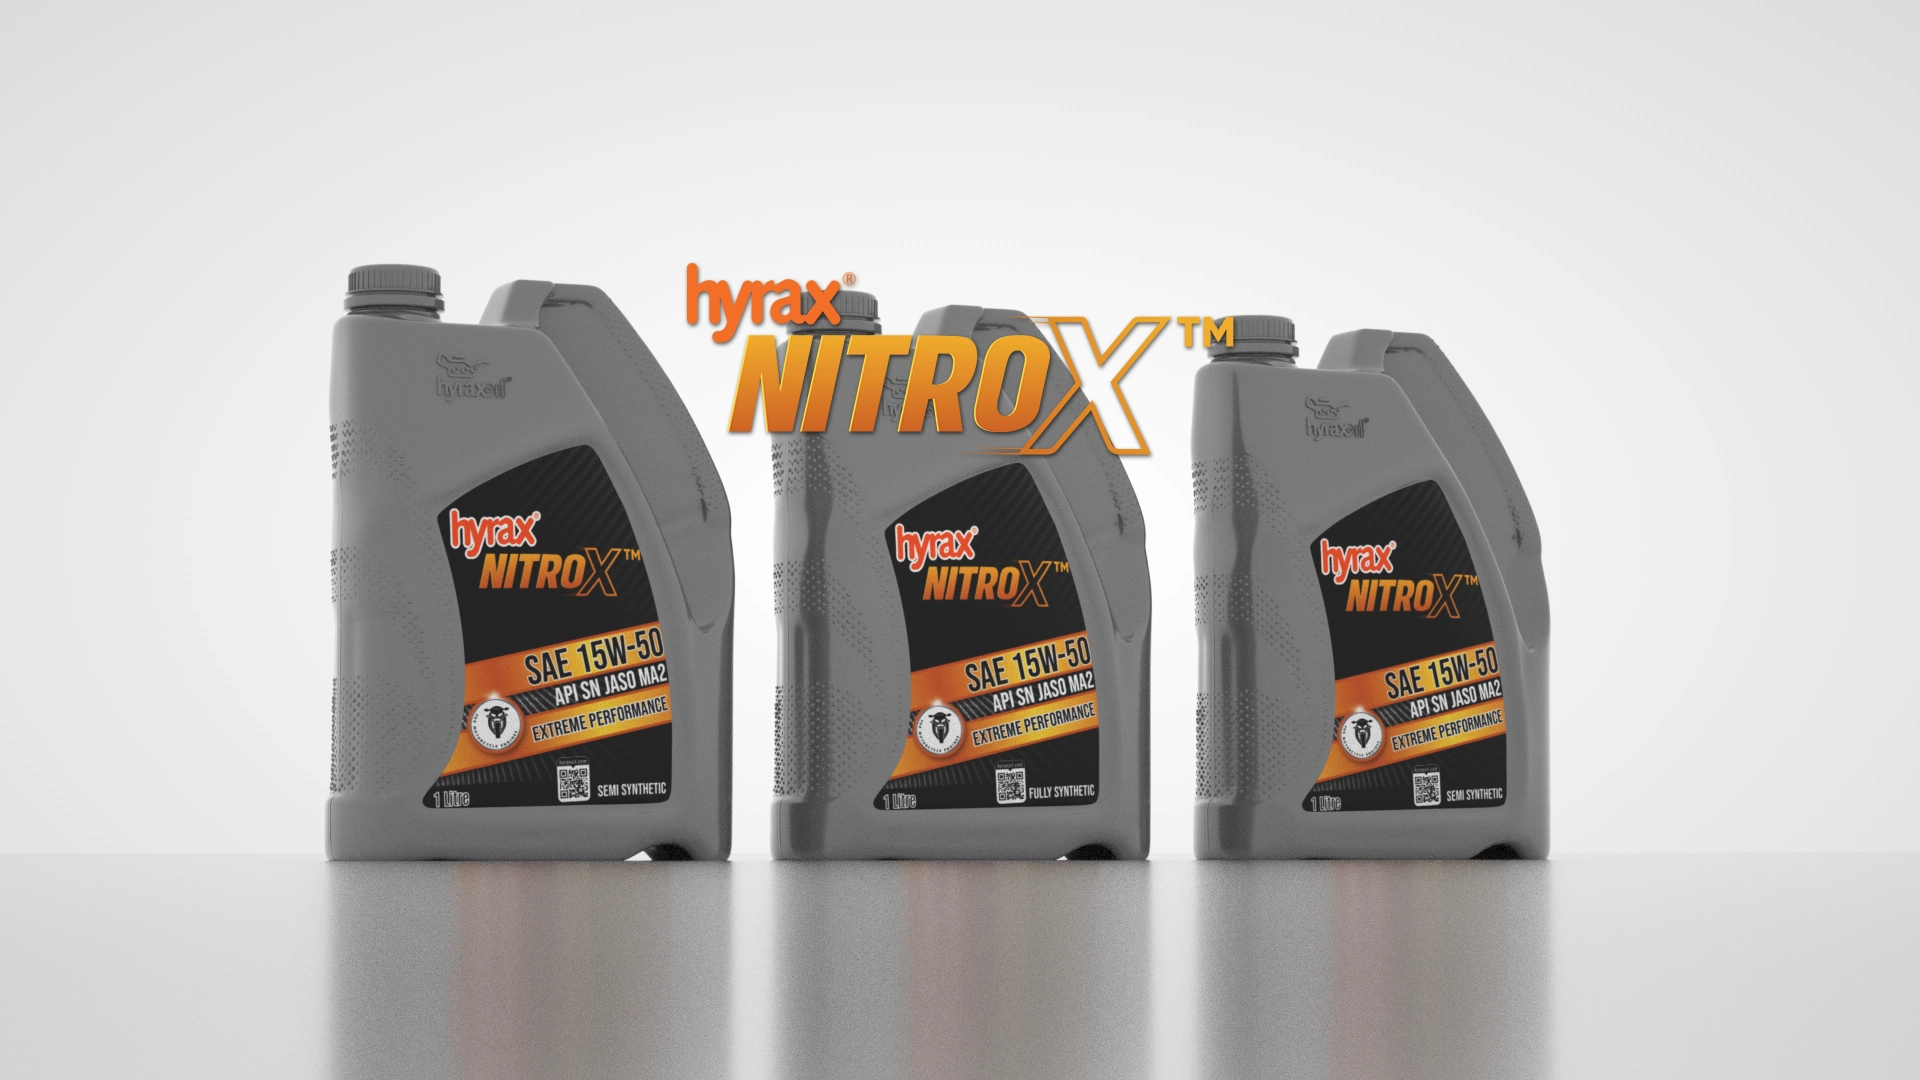 hyrax®
NITROX™
hyraxoil
hyrax®
NITROX™
SAE 15W-50
API SN JASO MA2
EXTREME PERFORMANCE
hyraxoil.com
1 Litre
SEMI SYNTHETIC
hyrax®
NITROX™
SAE 15W-50
API SN JASO MA2
EXTREME PERFORMANCE
1 Litre
FULLY SYNTHETIC
hyraxoil
hyrax®
NITROX™
SAE 15W-50
API SN JASO MA2
EXTREME PERFORMANCE
1 Litre
SEMI SYNTHETIC